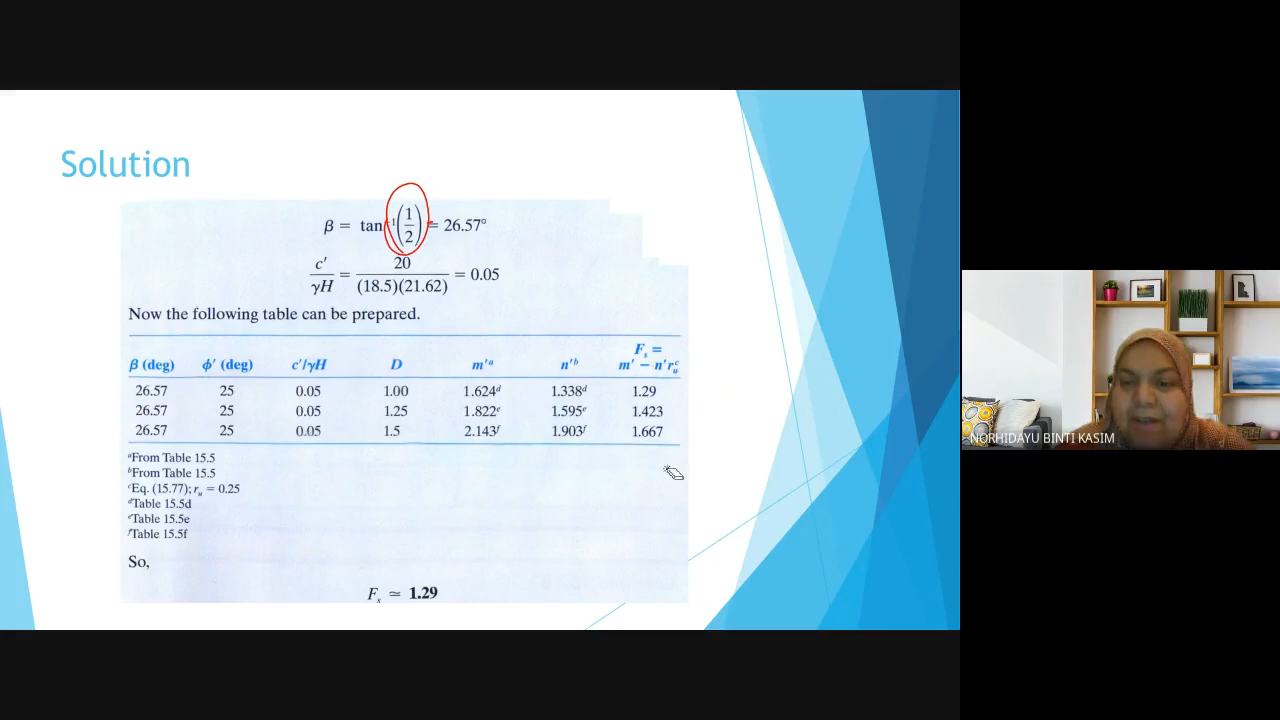 Solution
β = tan⁻¹(1/2) = 26.57°
c′/γH = 20/(18.5)(21.62) = 0.05
Now the following table can be prepared.
β (deg) ϕ′ (deg) c′/γH D m′ᵃ n′ᵇ Fₛ = m′ − n′rᵤᶜ
26.57 25 0.05 1.00 1.624ᵈ 1.338ᵈ 1.29
26.57 25 0.05 1.25 1.822ᵉ 1.595ᵉ 1.423
26.57 25 0.05 1.5 2.143ᶠ 1.903ᶠ 1.667
ᵃFrom Table 15.5
ᵇFrom Table 15.5
ᶜEq. (15.77); rᵤ = 0.25
ᵈTable 15.5d
ᵉTable 15.5e
ᶠTable 15.5f
So,
Fₛ ≃ 1.29
NORHIDAYU BINTI KASIM